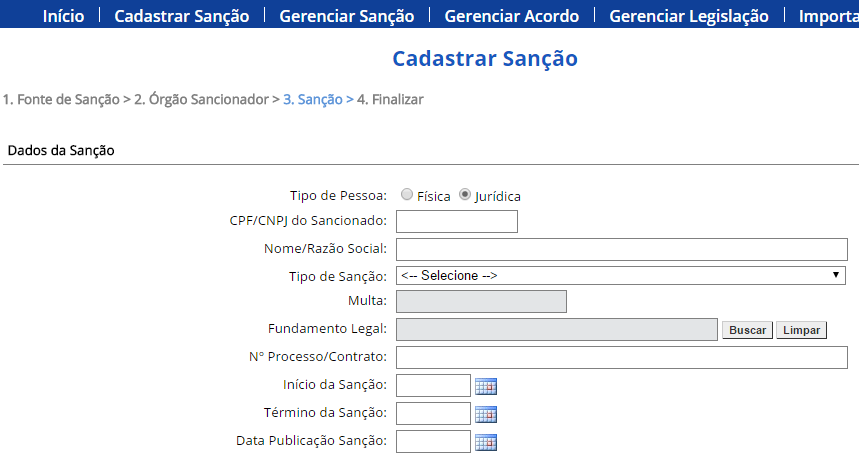 Início | Cadastrar Sanção | Gerenciar Sanção | Gerenciar Acordo | Gerenciar Legislação | Importa
Cadastrar Sanção
1. Fonte de Sanção > 2. Órgão Sancionador > 3. Sanção > 4. Finalizar
Dados da Sanção
Tipo de Pessoa: Física Jurídica
CPF/CNPJ do Sancionado:
Nome/Razão Social:
Tipo de Sanção: <-- Selecione -->
Multa:
Fundamento Legal: Buscar Limpar
Nº Processo/Contrato:
Início da Sanção:
Término da Sanção:
Data Publicação Sanção: